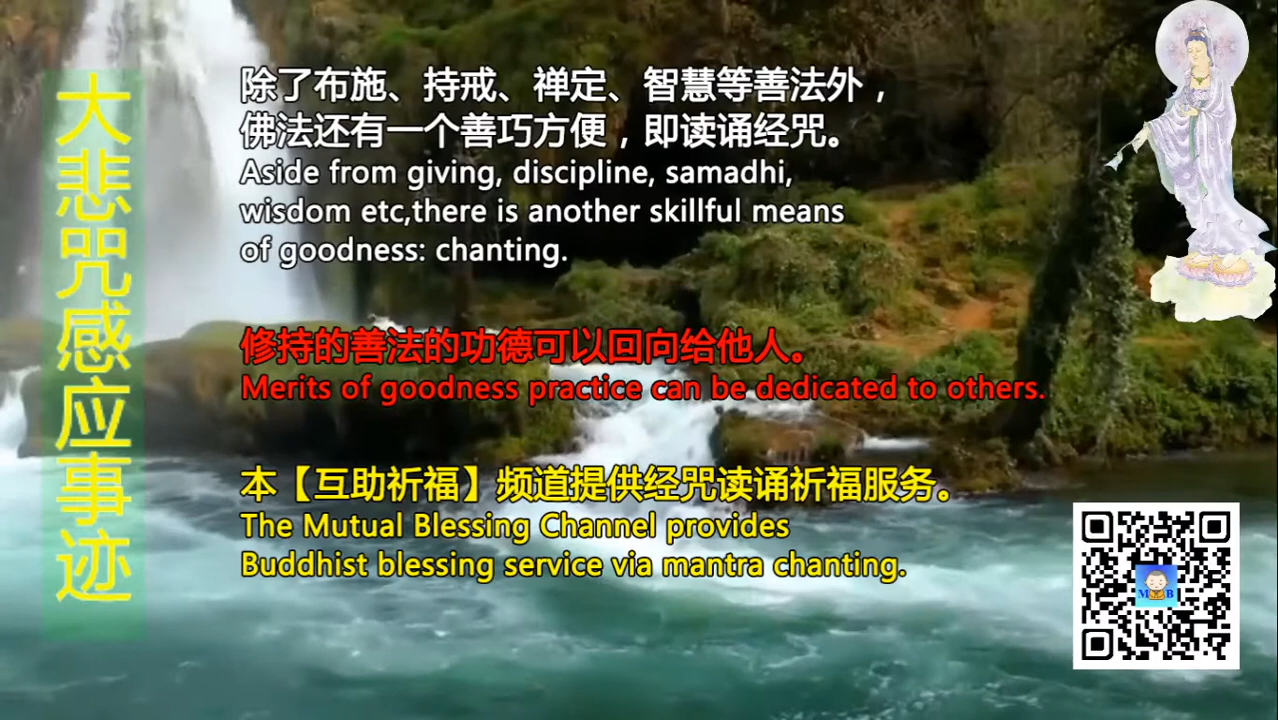 大悲咒感应事迹
除了布施、持戒、禅定、智慧等善法外，
佛法还有一个善巧方便，即读诵经咒。
Aside from giving, discipline, samadhi,
wisdom etc,there is another skillful means
of goodness: chanting.
修持的善法的功德可以回向给他人。
Merits of goodness practice can be dedicated to others.
本【互助祈福】频道提供经咒读诵祈福服务。
The Mutual Blessing Channel provides
Buddhist blessing service via mantra chanting.
M B